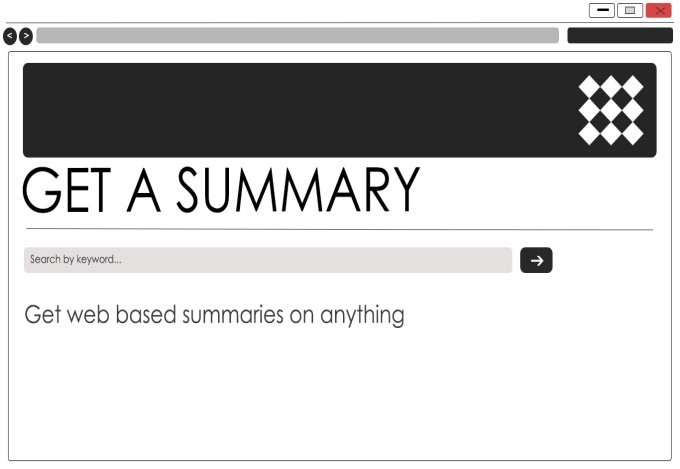 < >
GET A SUMMARY
Search by keyword...
Get web based summaries on anything